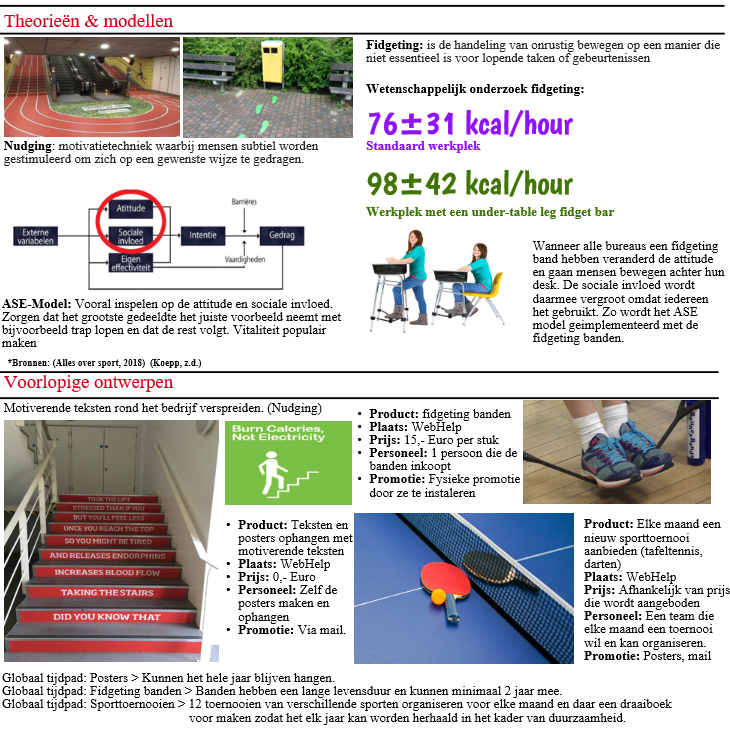 Theorieën & modellen
Nudging: motivatietechniek waarbij mensen subtiel worden
gestimuleerd om zich op een gewenste wijze te gedragen.
Fidgeting: is de handeling van onrustig bewegen op een manier die
niet essentieel is voor lopende taken of gebeurtenissen
Wetenschappelijk onderzoek fidgeting:
76±31 kcal/hour
Standaard werkplek
98±42 kcal/hour
Werkplek met een under-table leg fidget bar
Externe
variabelen
Atittude
Sociale
invloed
Eigen
effectiviteit
Intentie
Barrières
Vaardigheden
Gedrag
ASE-Model: Vooral inspelen op de attitude en sociale invloed.
Zorgen dat het grootste gedeeldte het juiste voorbeeld neemt met
bijvoorbeeld trap lopen en dat de rest volgt. Vitaliteit populair
maken
*Bronnen: (Alles over sport, 2018) (Koepp, z.d.)
Wanneer alle bureaus een fidgeting
band hebben veranderd de attitude
en gaan mensen bewegen achter hun
desk. De sociale invloed wordt
daarmee vergroot omdat iedereen
het gebruikt. Zo wordt het ASE
model geimplementeerd met de
fidgeting banden.
Voorlopige ontwerpen
Motiverende teksten rond het bedrijf verspreiden. (Nudging)
TOOK THE LIFT
STRESSED THAN IF YOU
BUT YOU'LL FEEL LESS
ONCE YOU REACH THE TOP
SO YOU MIGHT BE TIRED
AND RELEASES ENDORPHINS
INCREASES BLOOD FLOW
TAKING THE STAIRS
DID YOU KNOW THAT
Burn Calories,
Not Electricity
• Product: Teksten en
posters ophangen met
motiverende teksten
• Plaats: WebHelp
• Prijs: 0,- Euro
• Personeel: Zelf de
posters maken en
ophangen
• Promotie: Via mail.
• Product: fidgeting banden
• Plaats: WebHelp
• Prijs: 15,- Euro per stuk
• Personeel: 1 persoon die de
banden inkoopt
• Promotie: Fysieke promotie
door ze te instaleren
Product: Elke maand een
nieuw sporttoernooi
aanbieden (tafeltennis,
darten)
Plaats: WebHelp
Prijs: Afhankelijk van prijs
die wordt aangeboden
Personeel: Een team die
elke maand een toernooi
wil en kan organiseren.
Promotie: Posters, mail
Globaal tijdpad: Posters > Kunnen het hele jaar blijven hangen.
Globaal tijdpad: Fidgeting banden > Banden hebben een lange levensduur en kunnen minimaal 2 jaar mee.
Globaal tijdpad: Sporttoernooien > 12 toernooien van verschillende sporten organiseren voor elke maand en daar een draaiboek
voor maken zodat het elk jaar kan worden herhaald in het kader van duurzaamheid.